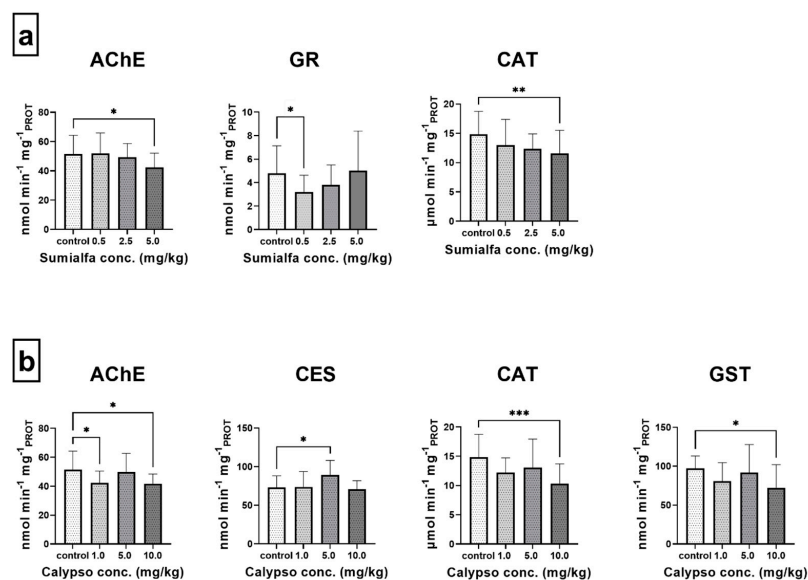 a
AChE
GR
CAT
*
*
**
nmol min⁻¹ mg⁻¹PROT
80
60
40
20
0
nmol min⁻¹ mg⁻¹PROT
10
8
6
4
2
0
µmol min⁻¹ mg⁻¹PROT
20
15
10
5
0
control 0.5 2.5 5.0
Sumialfa conc. (mg/kg)
control 0.5 2.5 5.0
Sumialfa conc. (mg/kg)
control 0.5 2.5 5.0
Sumialfa conc. (mg/kg)
b
AChE
CES
CAT
GST
*
*
*
***
*
nmol min⁻¹ mg⁻¹PROT
80
60
40
20
0
nmol min⁻¹ mg⁻¹PROT
150
100
50
0
µmol min⁻¹ mg⁻¹PROT
20
15
10
5
0
nmol min⁻¹ mg⁻¹PROT
150
100
50
0
control 1.0 5.0 10.0
Calypso conc. (mg/kg)
control 1.0 5.0 10.0
Calypso conc. (mg/kg)
control 1.0 5.0 10.0
Calypso conc. (mg/kg)
control 1.0 5.0 10.0
Calypso conc. (mg/kg)